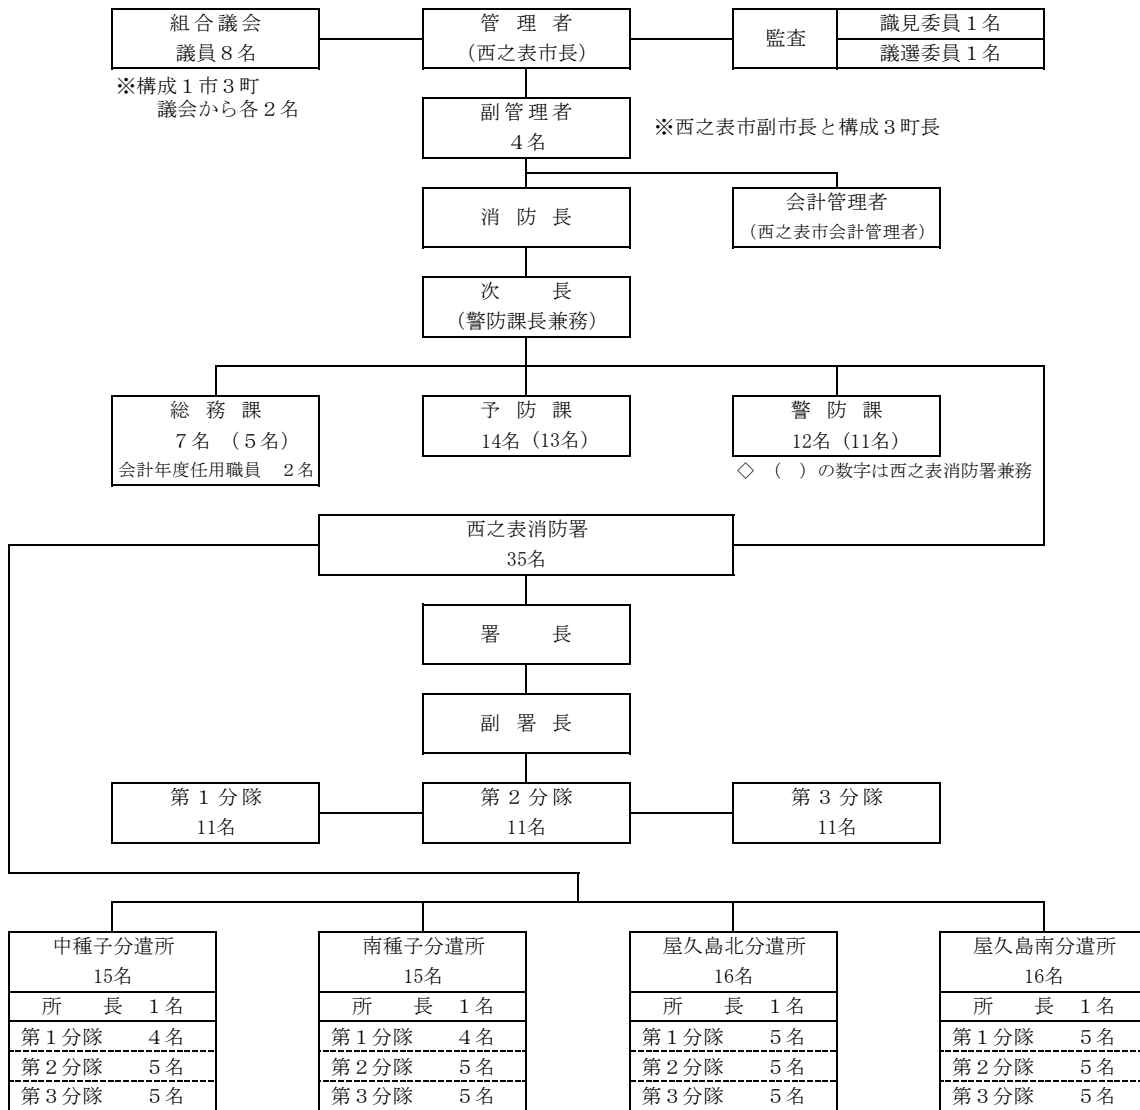 組合議会
議員８名
管 理 者
(西之表市長)
監査
識見委員１名
議選委員１名
※構成１市３町
議会から各２名
副管理者
４名
※西之表市副市長と構成３町長
消 防 長
会計管理者
(西之表市会計管理者)
次　　長
(警防課長兼務)
総 務 課
７名 (５名)
会計年度任用職員　２名
予 防 課
14名 (13名)
警 防 課
12名 (11名)
◇ (　) の数字は西之表消防署兼務
西之表消防署
35名
署　　長
副 署 長
第１分隊
11名
第２分隊
11名
第３分隊
11名
中種子分遣所
15名
所　　長　１名
第１分隊　４名
第２分隊　５名
第３分隊　５名
南種子分遣所
15名
所　　長　１名
第１分隊　４名
第２分隊　５名
第３分隊　５名
屋久島北分遣所
16名
所　　長　１名
第１分隊　５名
第２分隊　５名
第３分隊　５名
屋久島南分遣所
16名
所　　長　１名
第１分隊　５名
第２分隊　５名
第３分隊　５名